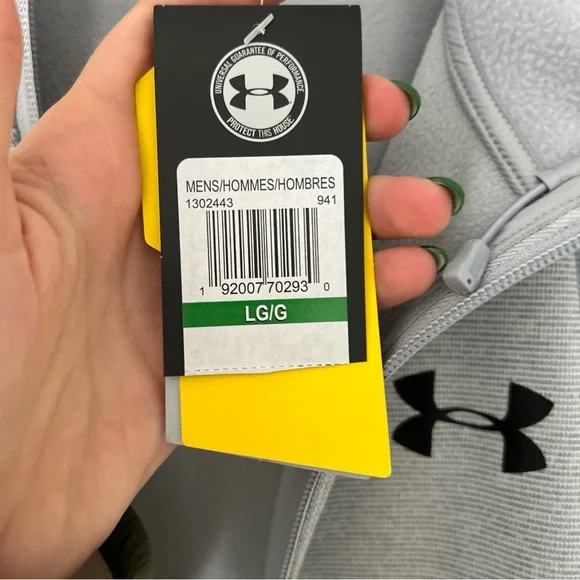 UNIVERSAL GUARANTEE OF PERFORMANCE
PROTECT THIS HOUSE
MENS/HOMMES/HOMBRES
1302443 941
1 92007 70293 0
LG/G